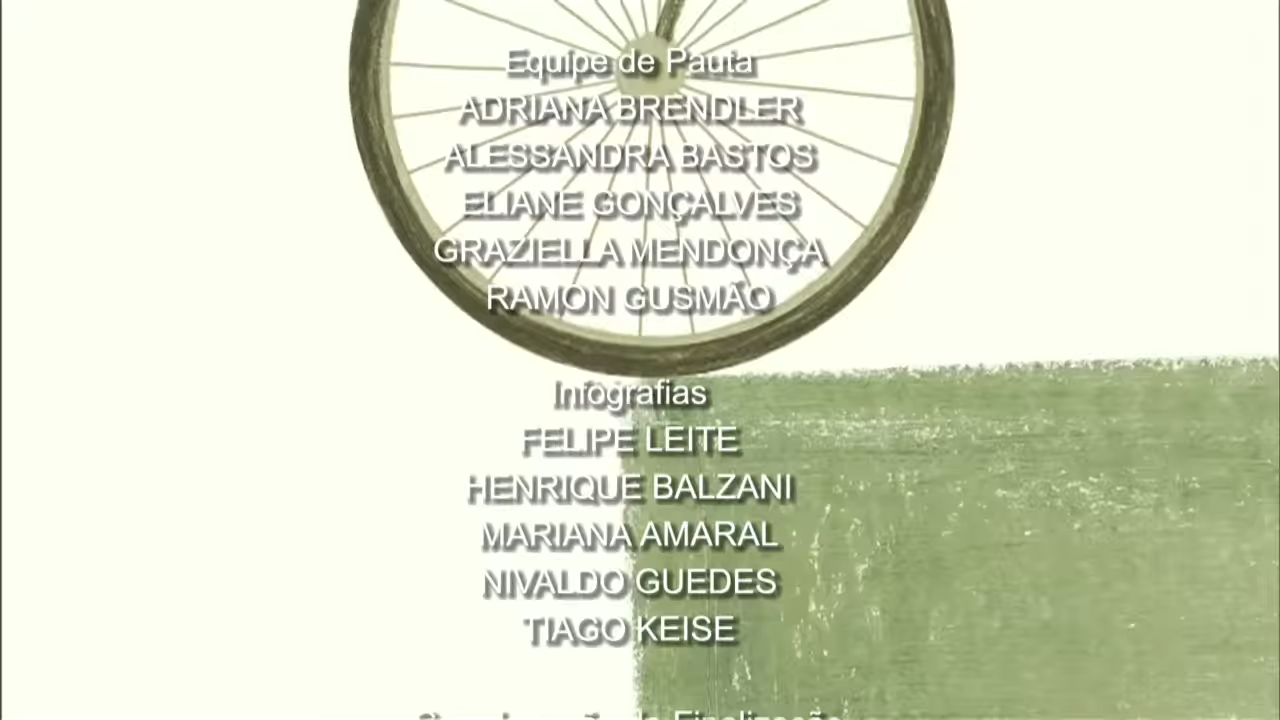 Equipe de Pauta
ADRIANA BRENDLER
ALESSANDRA BASTOS
ELIANE GONÇALVES
GRAZIELLA MENDONÇA
RAMON GUSMÃO
Infografias
FELIPE LEITE
HENRIQUE BALZANI
MARIANA AMARAL
NIVALDO GUEDES
TIAGO KEISE